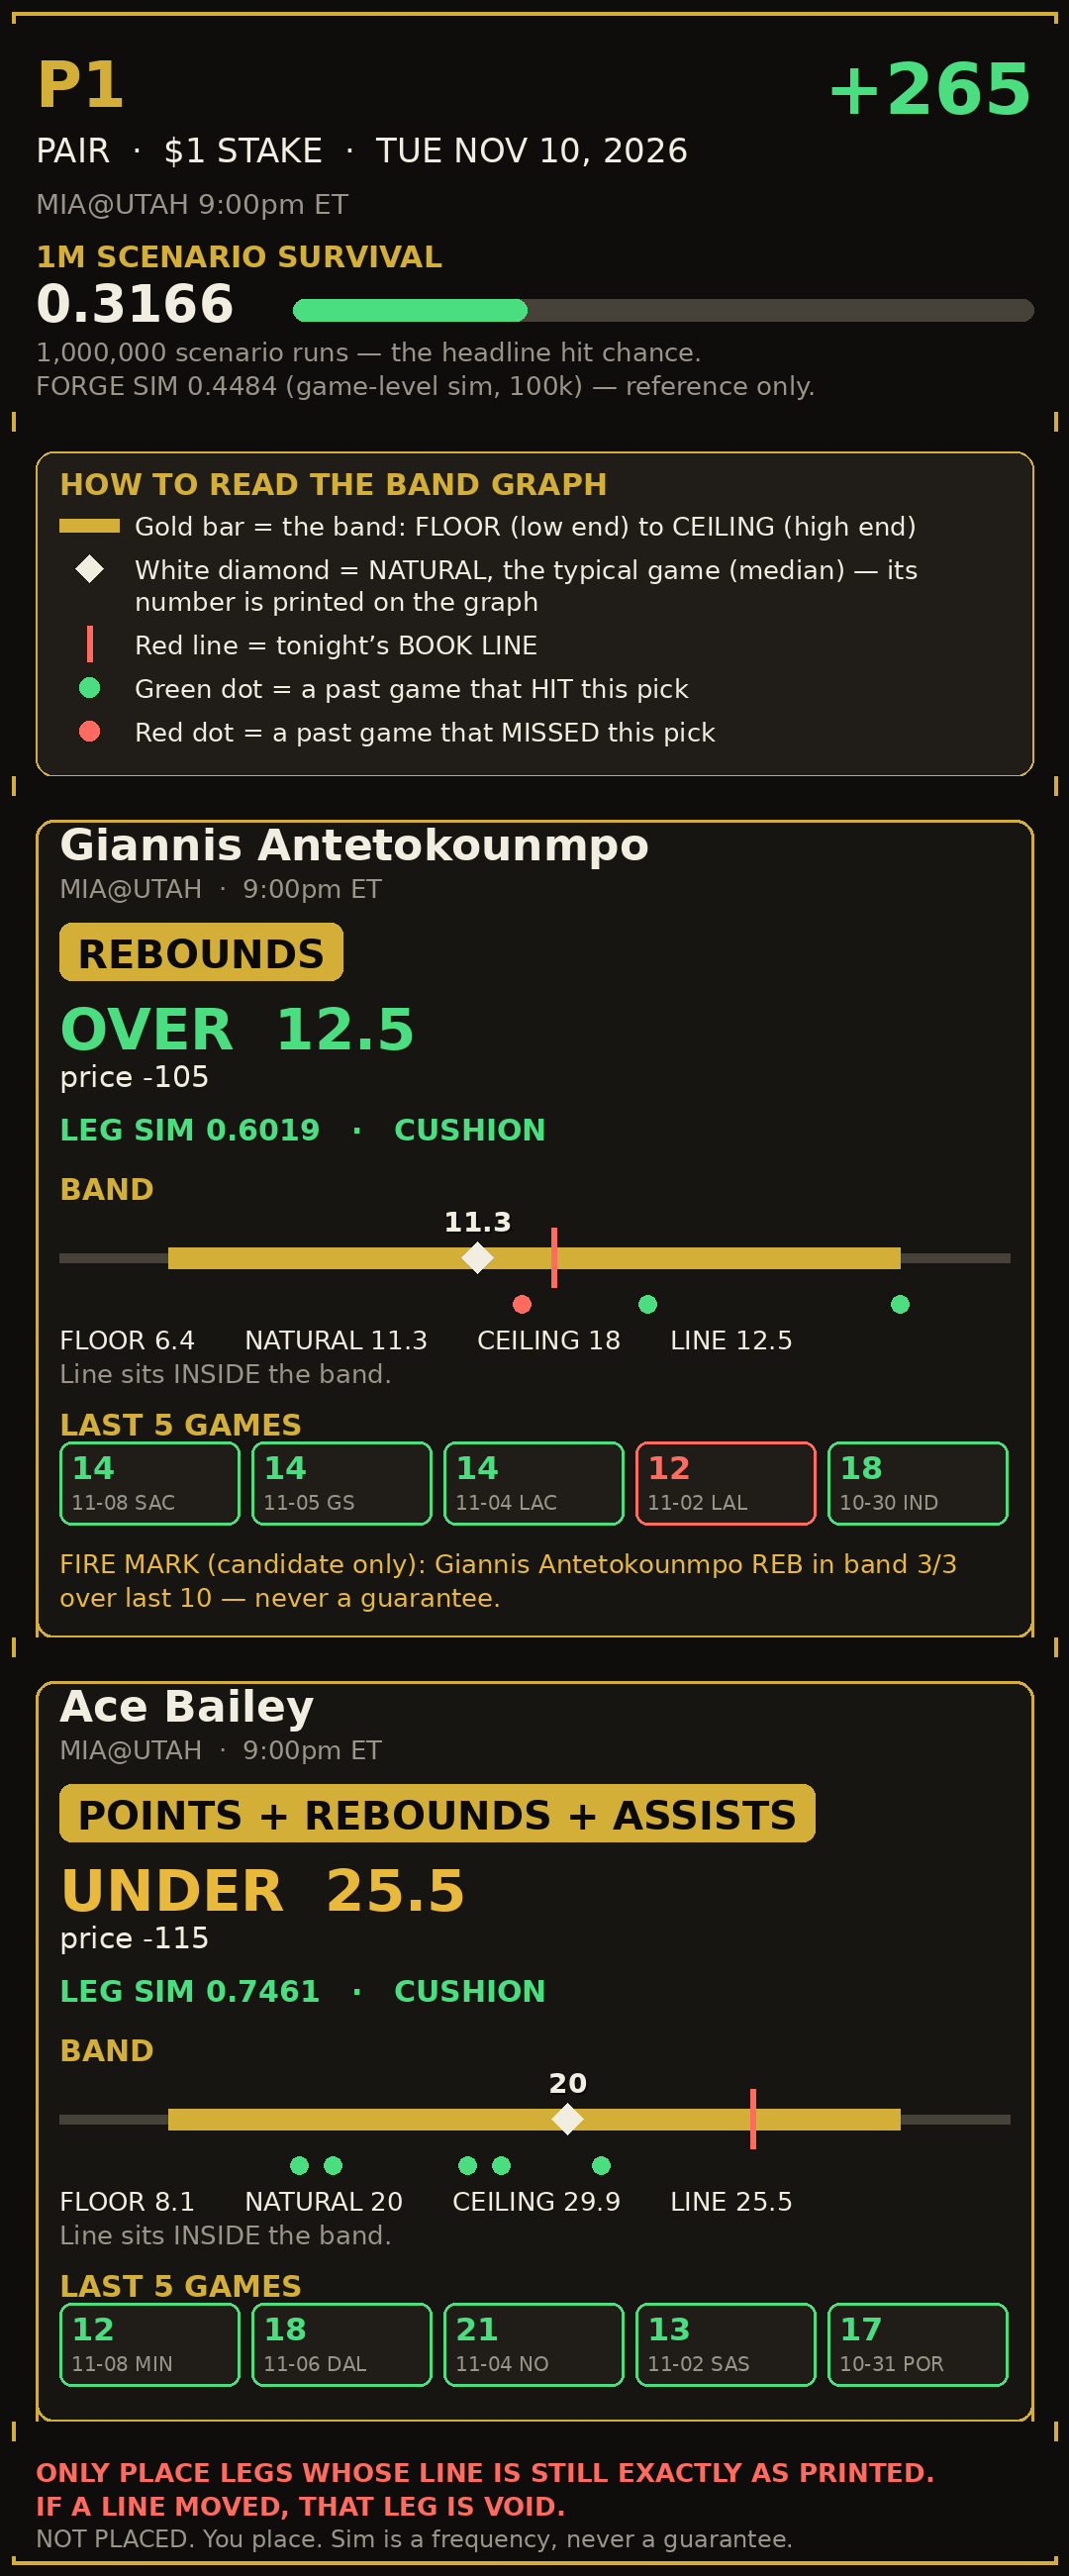 P1
+265
PAIR · $1 STAKE · TUE NOV 10, 2026
MIA@UTAH 9:00pm ET
1M SCENARIO SURVIVAL
0.3166
1,000,000 scenario runs — the headline hit chance.
FORGE SIM 0.4484 (game-level sim, 100k) — reference only.
HOW TO READ THE BAND GRAPH
Gold bar = the band: FLOOR (low end) to CEILING (high end)
White diamond = NATURAL, the typical game (median) — its
number is printed on the graph
Red line = tonight’s BOOK LINE
Green dot = a past game that HIT this pick
Red dot = a past game that MISSED this pick
Giannis Antetokounmpo
MIA@UTAH · 9:00pm ET
REBOUNDS
OVER 12.5
price -105
LEG SIM 0.6019 · CUSHION
BAND
11.3
FLOOR 6.4 NATURAL 11.3 CEILING 18 LINE 12.5
Line sits INSIDE the band.
LAST 5 GAMES
14 14 14 12 18
11-08 SAC 11-05 GS 11-04 LAC 11-02 LAL 10-30 IND
FIRE MARK (candidate only): Giannis Antetokounmpo REB in band 3/3
over last 10 — never a guarantee.
Ace Bailey
MIA@UTAH · 9:00pm ET
POINTS + REBOUNDS + ASSISTS
UNDER 25.5
price -115
LEG SIM 0.7461 · CUSHION
BAND
20
FLOOR 8.1 NATURAL 20 CEILING 29.9 LINE 25.5
Line sits INSIDE the band.
LAST 5 GAMES
12 18 21 13 17
11-08 MIN 11-06 DAL 11-04 NO 11-02 SAS 10-31 POR
ONLY PLACE LEGS WHOSE LINE IS STILL EXACTLY AS PRINTED.
IF A LINE MOVED, THAT LEG IS VOID.
NOT PLACED. You place. Sim is a frequency, never a guarantee.